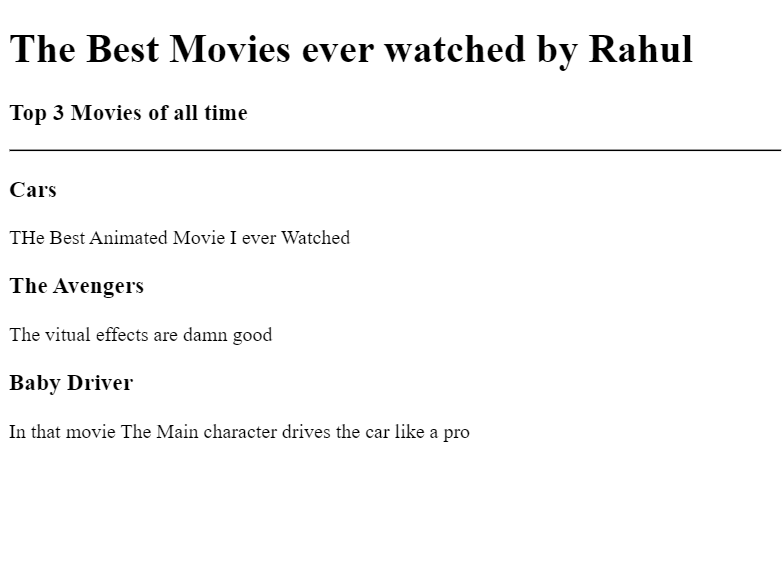 The Best Movies ever watched by Rahul
Top 3 Movies of all time
Cars
THe Best Animated Movie I ever Watched
The Avengers
The vitual effects are damn good
Baby Driver
In that movie The Main character drives the car like a pro